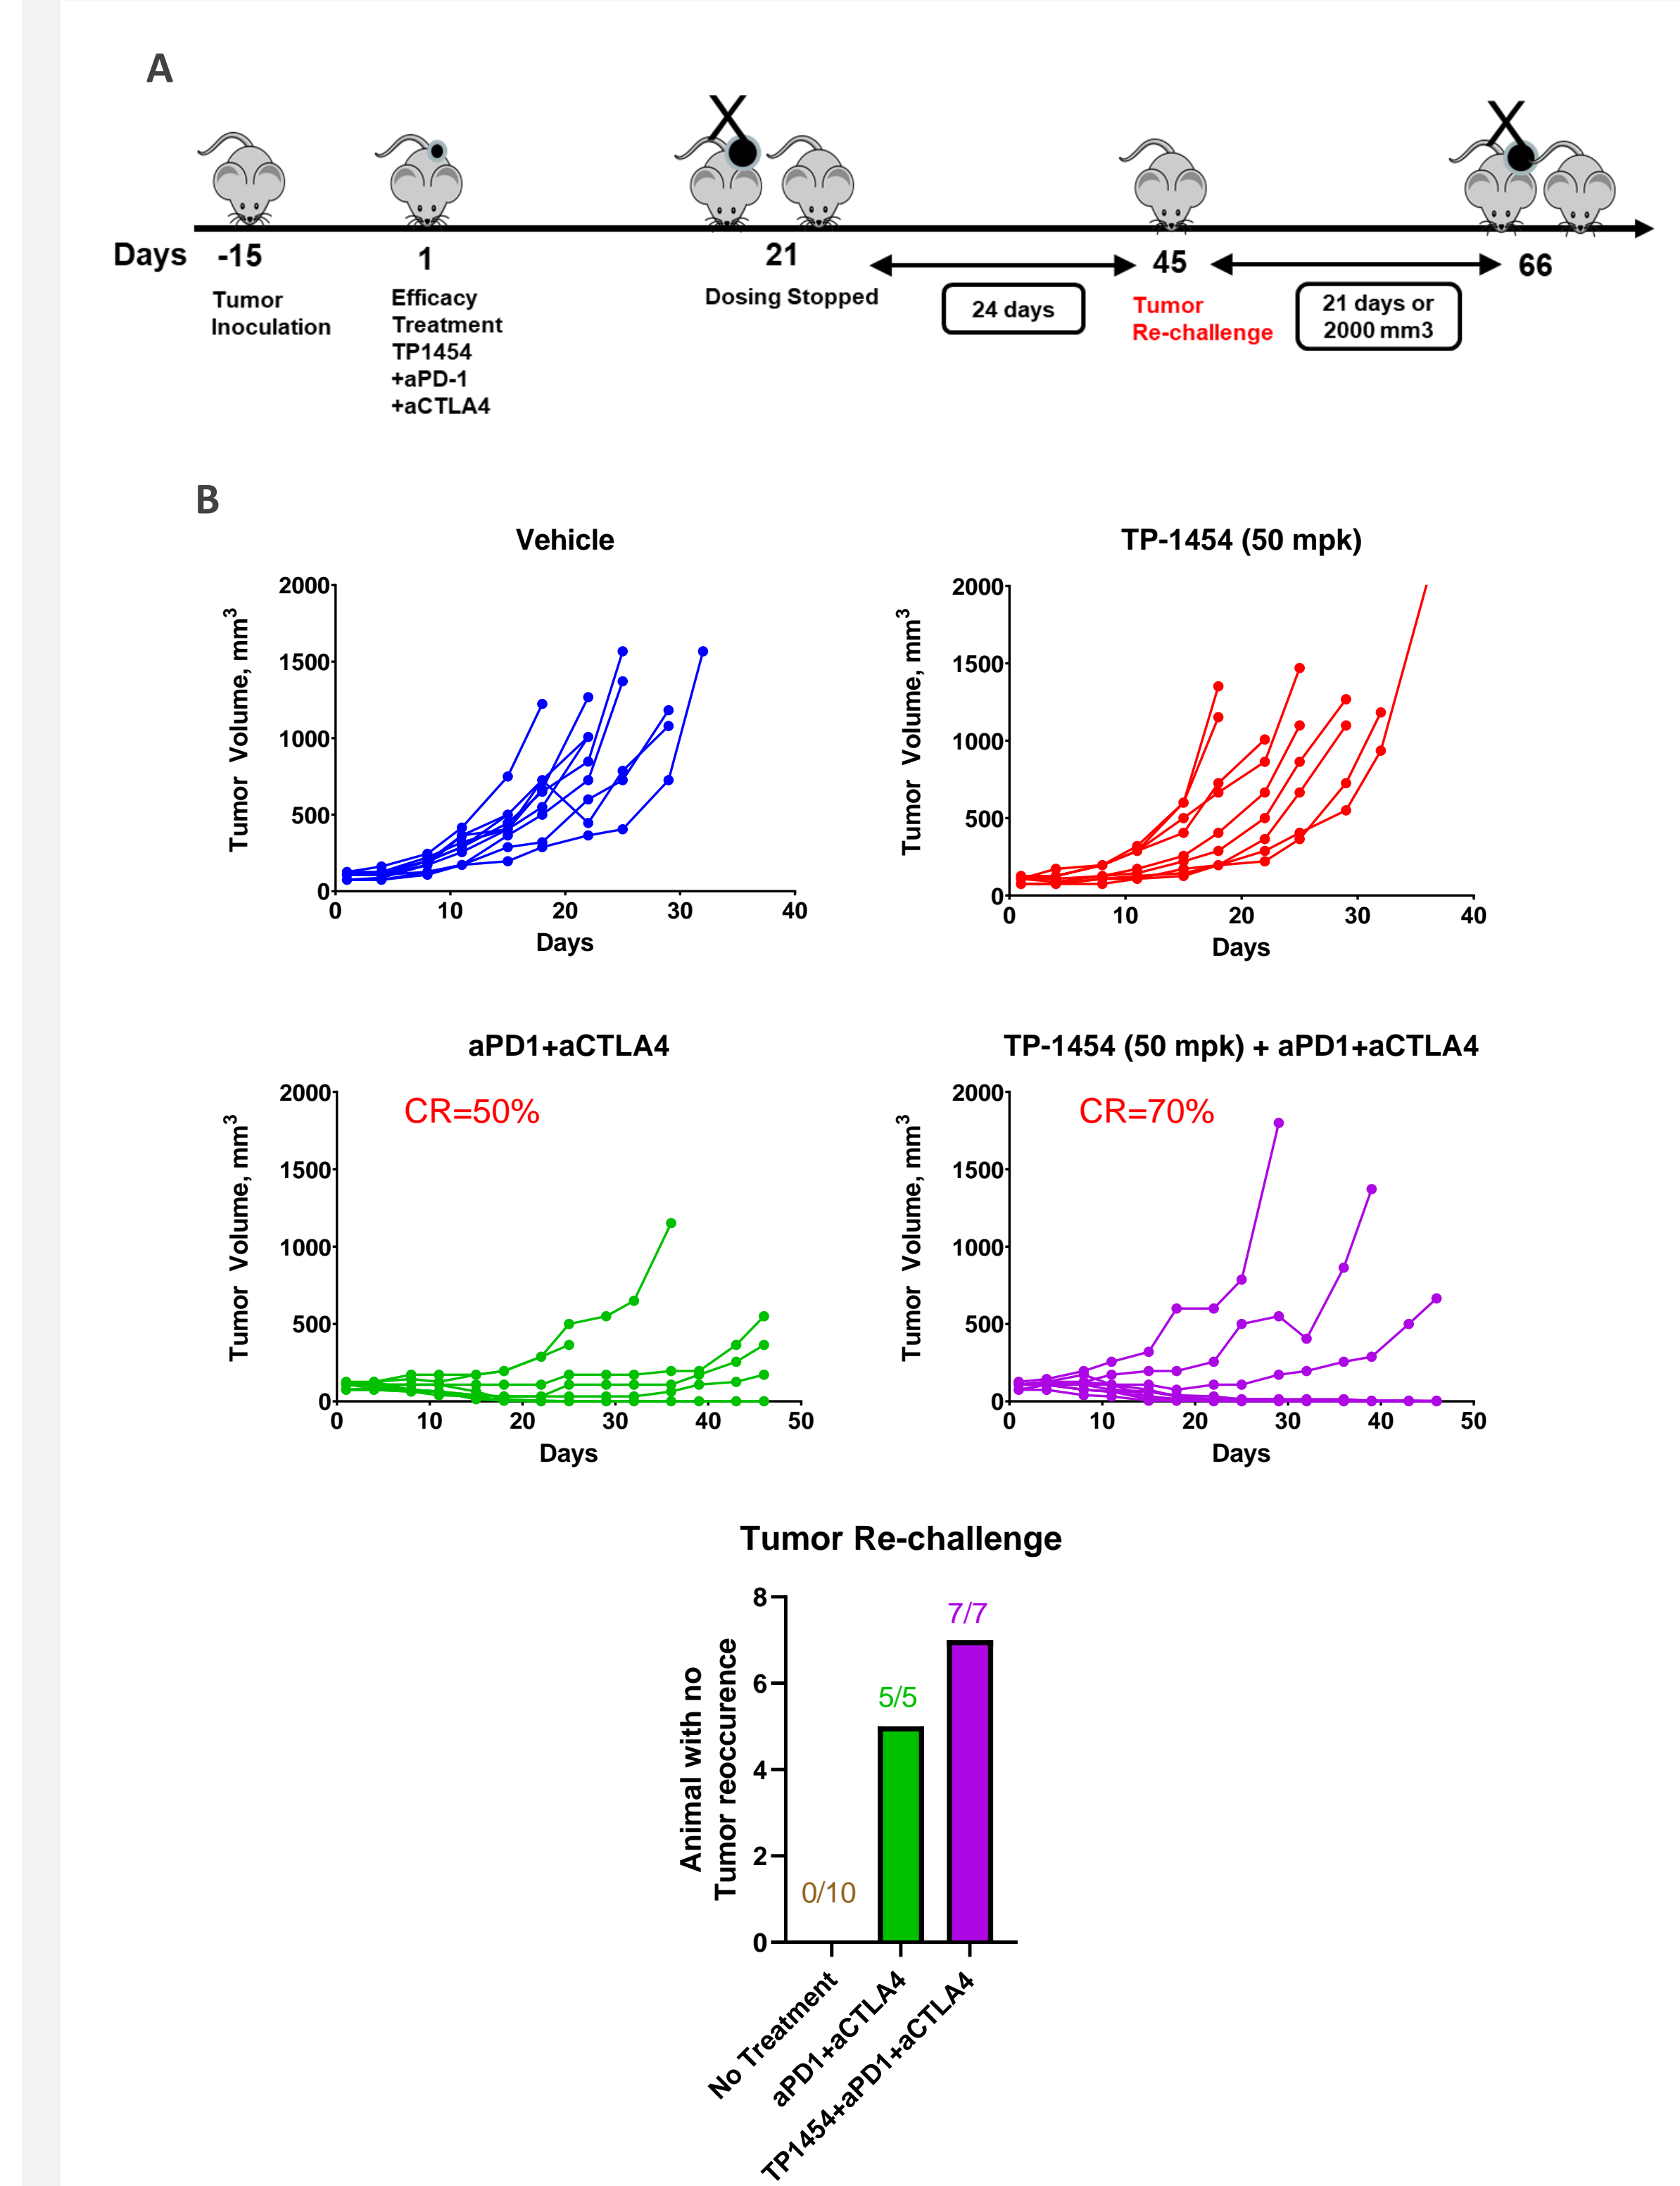 A
Days
-15
1
21
45
66
Tumor
Inoculation
Efficacy
Treatment
TP1454
+aPD-1
+aCTLA4
Dosing Stopped
24 days
Tumor
Re-challenge
21 days or
2000 mm3
B
Vehicle
Tumor Volume, mm3
2000
1500
1000
500
0
0 10 20 30 40
Days
TP-1454 (50 mpk)
Tumor Volume, mm3
2000
1500
1000
500
0
0 10 20 30 40
Days
aPD1+aCTLA4
CR=50%
Tumor Volume, mm3
2000
1500
1000
500
0
0 10 20 30 40 50
Days
TP-1454 (50 mpk) + aPD1+aCTLA4
CR=70%
Tumor Volume, mm3
2000
1500
1000
500
0
0 10 20 30 40 50
Days
Tumor Re-challenge
Animal with no
Tumor reoccurence
8
6
4
2
0
0/10
5/5
7/7
No Treatment
aPD1+aCTLA4
TP1454+aPD1+aCTLA4